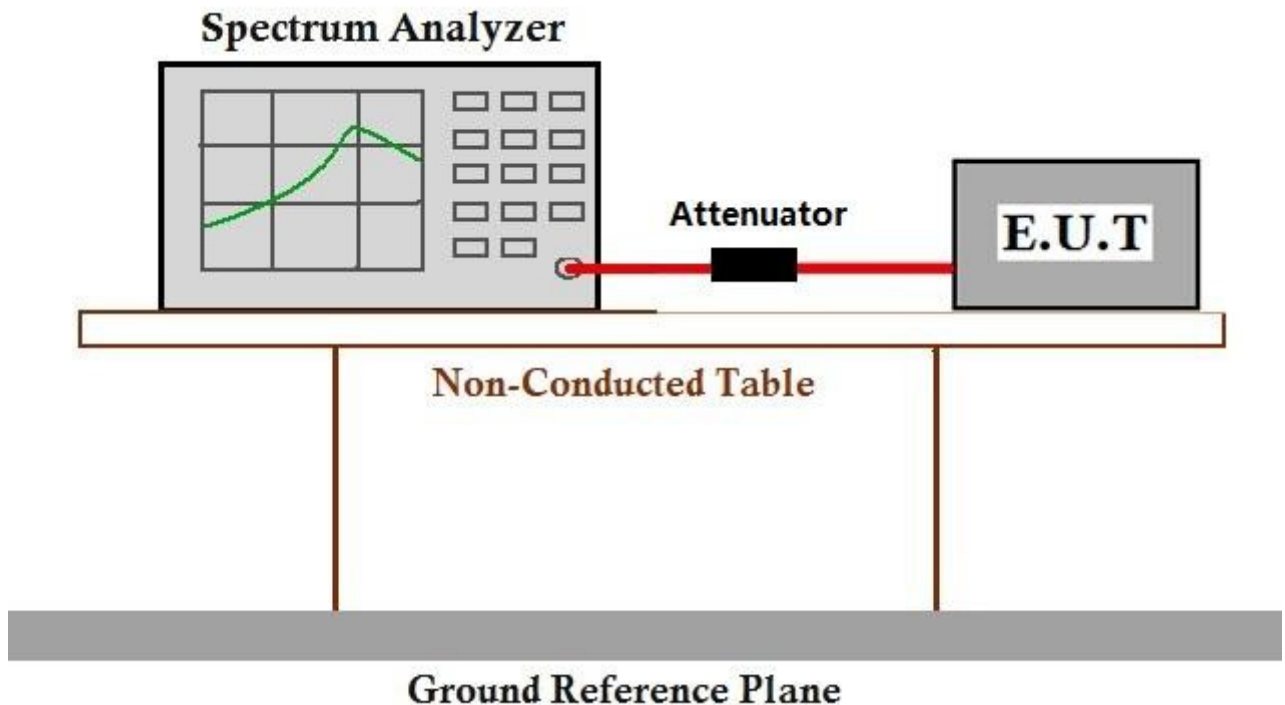 Spectrum Analyzer
Attenuator
E.U.T
Non-Conducted Table
Ground Reference Plane